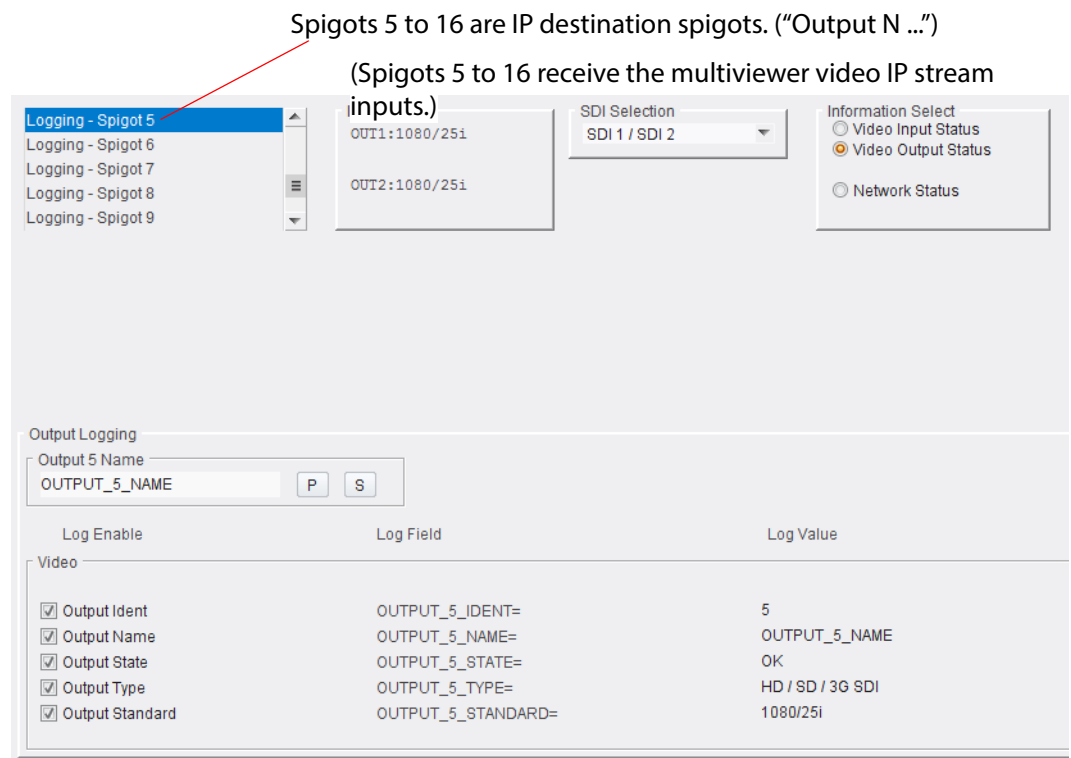 Spigots 5 to 16 are IP destination spigots. (“Output N ...”)
(Spigots 5 to 16 receive the multiviewer video IP stream
inputs.)
Logging - Spigot 5
Logging - Spigot 6
Logging - Spigot 7
Logging - Spigot 8
Logging - Spigot 9
OUT1:1080/25i
OUT2:1080/25i
SDI Selection
SDI 1 / SDI 2
Information Select
Video Input Status
Video Output Status
Network Status
Output Logging
Output 5 Name
OUTPUT_5_NAME P S
Log Enable Log Field Log Value
Video
Output Ident OUTPUT_5_IDENT= 5
Output Name OUTPUT_5_NAME= OUTPUT_5_NAME
Output State OUTPUT_5_STATE= OK
Output Type OUTPUT_5_TYPE= HD / SD / 3G SDI
Output Standard OUTPUT_5_STANDARD= 1080/25i